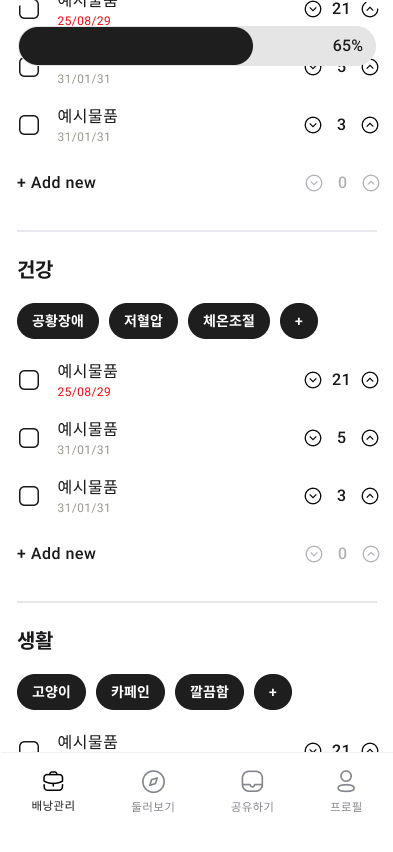 예시물품
21
25/08/29
65%
5
31/01/31
예시물품
3
31/01/31
+ Add new
0
건강
공황장애 저혈압 체온조절 +
예시물품
21
25/08/29
예시물품
5
31/01/31
예시물품
3
31/01/31
+ Add new
0
생활
고양이 카페인 깔끔함 +
예시물품
21
배낭관리 둘러보기 공유하기 프로필